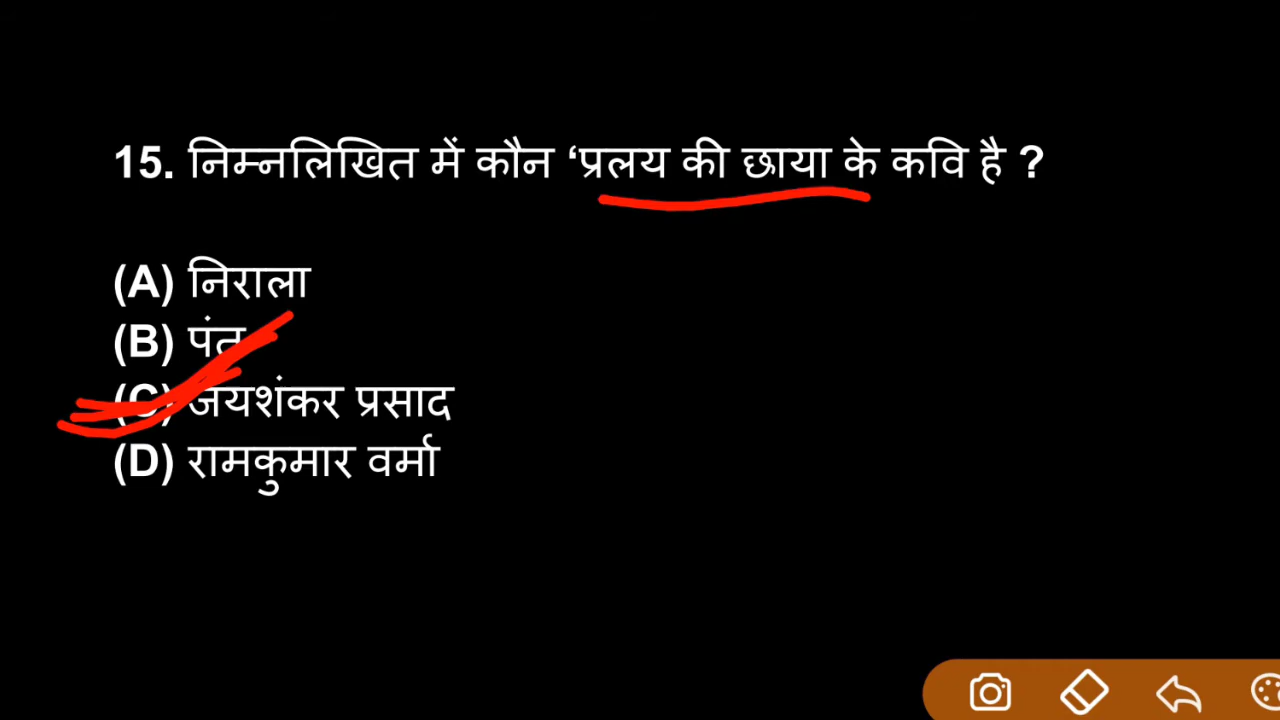 15. निम्नलिखित में कौन ‘प्रलय की छाया के कवि है ?
(A) निराला
(B) पंत
(C) जयशंकर प्रसाद
(D) रामकुमार वर्मा